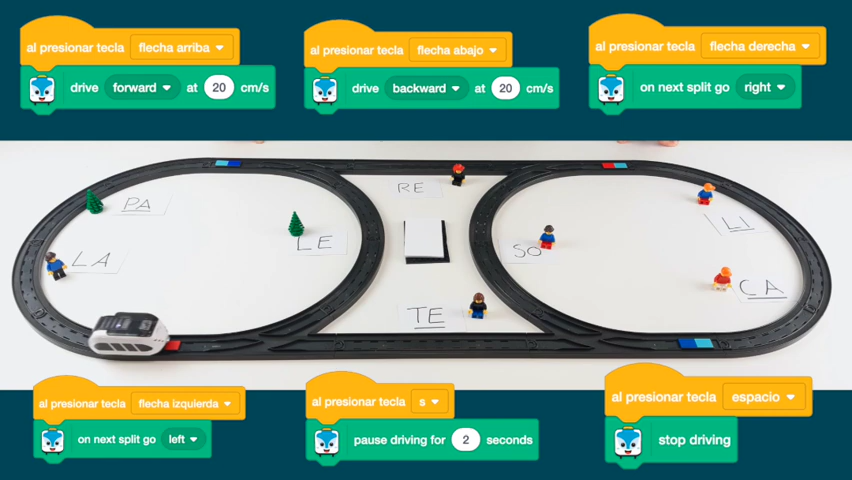 al presionar tecla flecha arriba
drive forward at 20 cm/s
al presionar tecla flecha abajo
drive backward at 20 cm/s
al presionar tecla flecha derecha
on next split go right
RE
PA
LI
LE
SO
LA
CA
TE
al presionar tecla flecha izquierda
on next split go left
al presionar tecla s
pause driving for 2 seconds
al presionar tecla espacio
stop driving